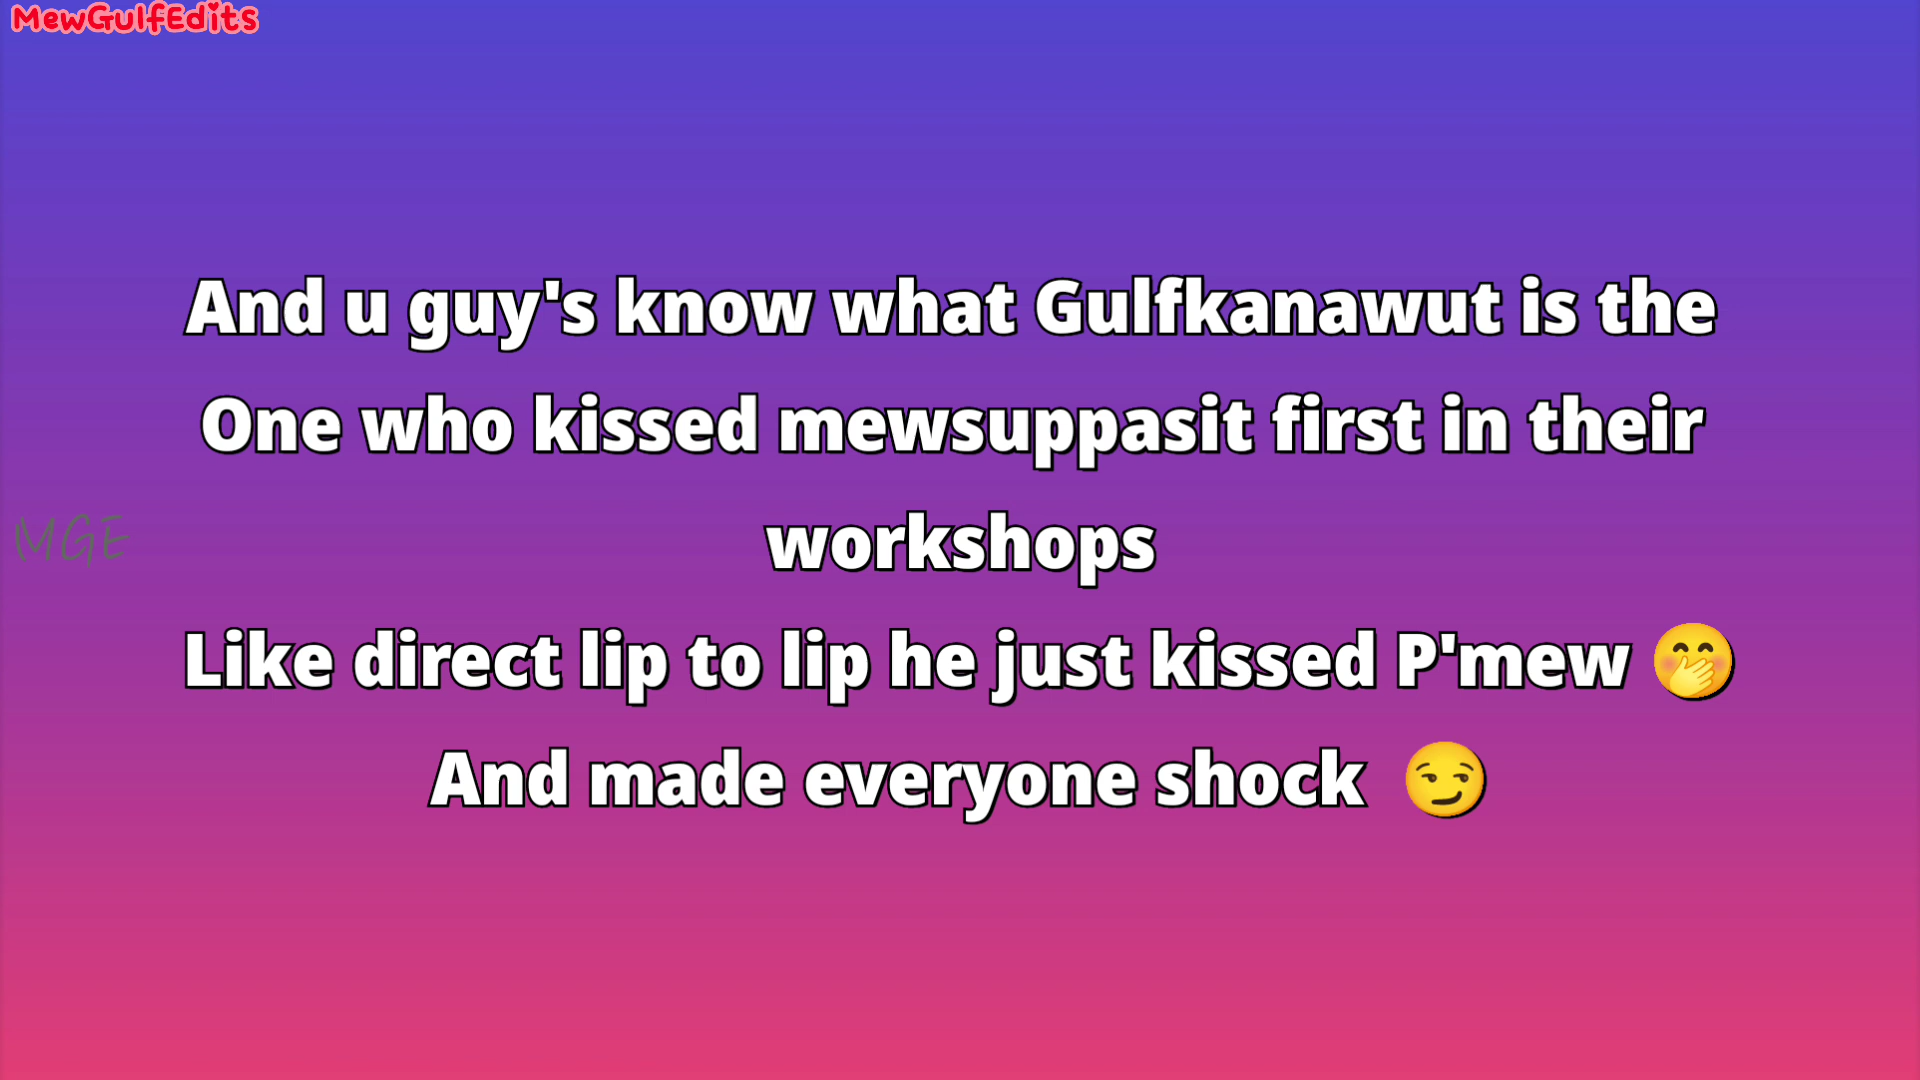 MewGulfEdits
And u guy's know what Gulfkanawut is the
One who kissed mewsuppasit first in their
workshops
MGE
Like direct lip to lip he just kissed P'mew 🤭
And made everyone shock 😏